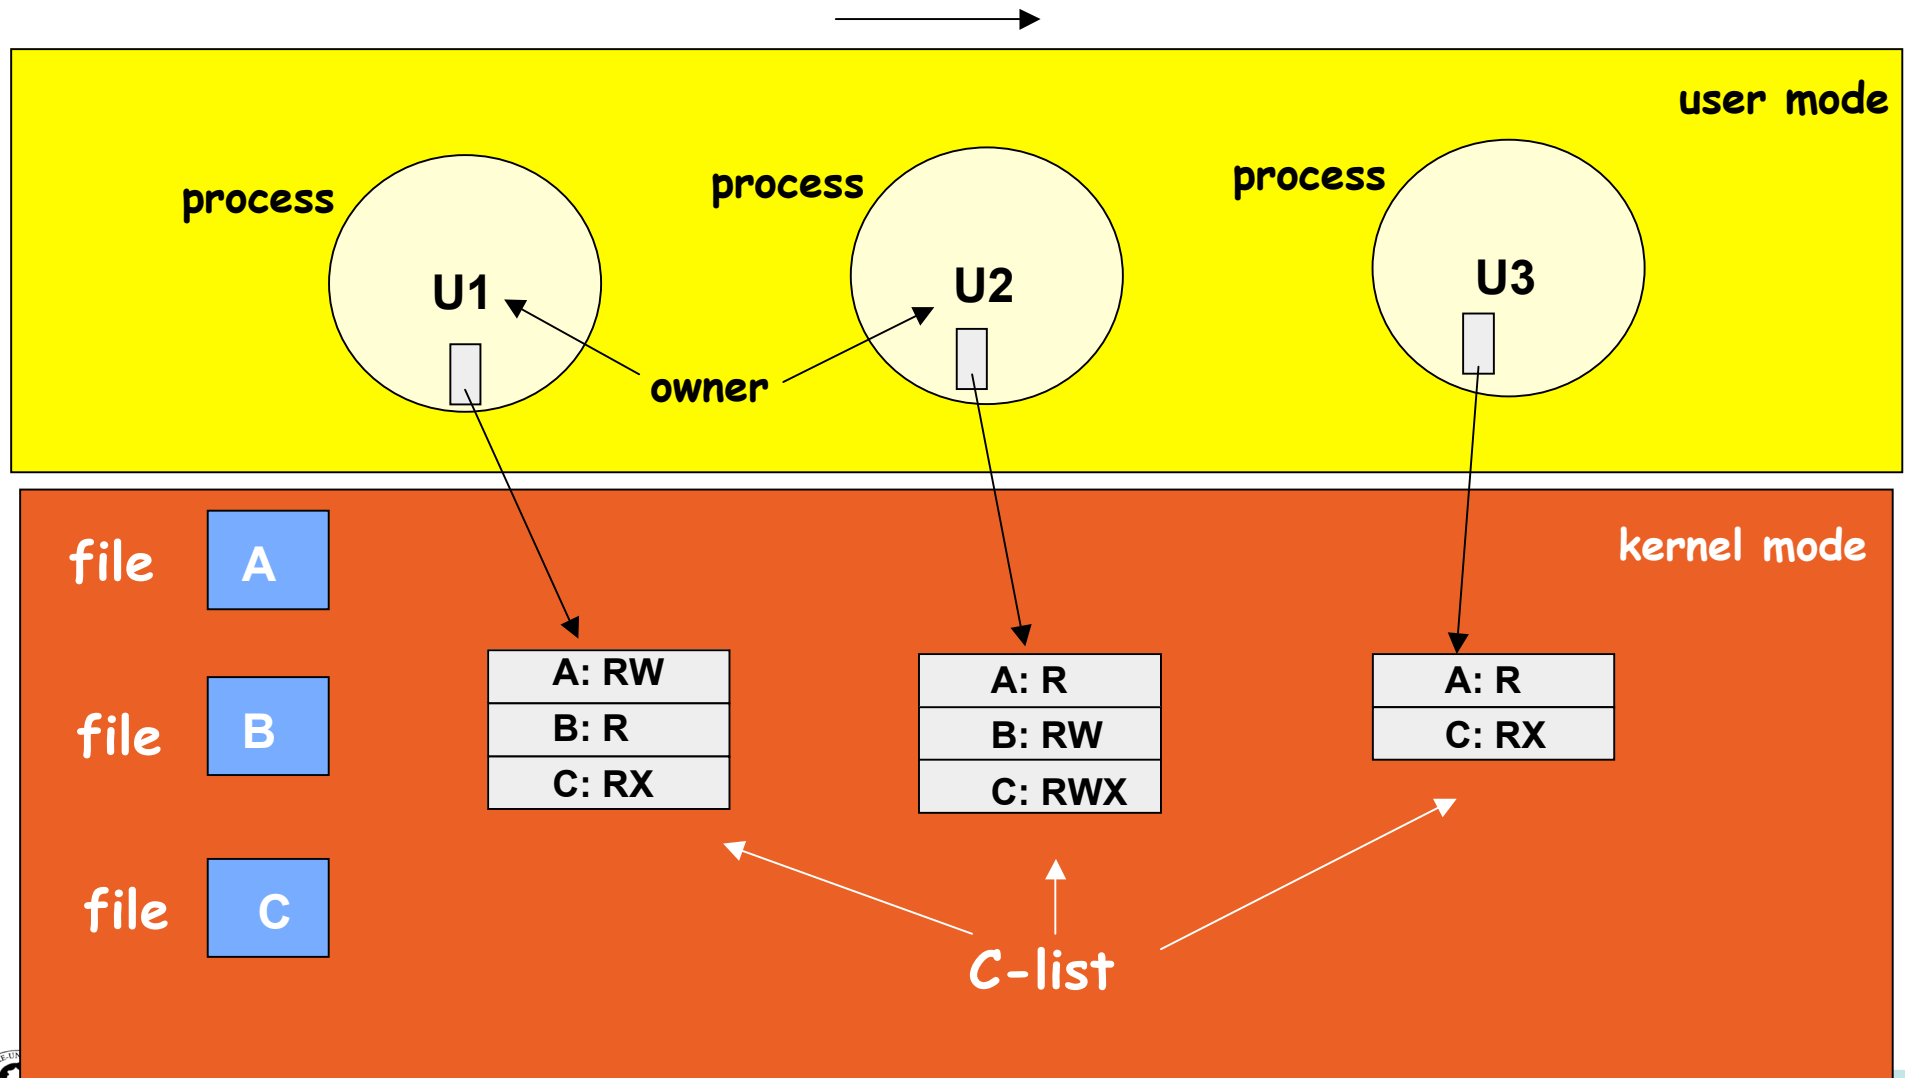 user mode
process
process
process
U1
U2
U3
owner
file
A
kernel mode
file
B
A: RW
B: R
C: RX
A: R
B: RW
C: RWX
A: R
C: RX
file
C
C-list